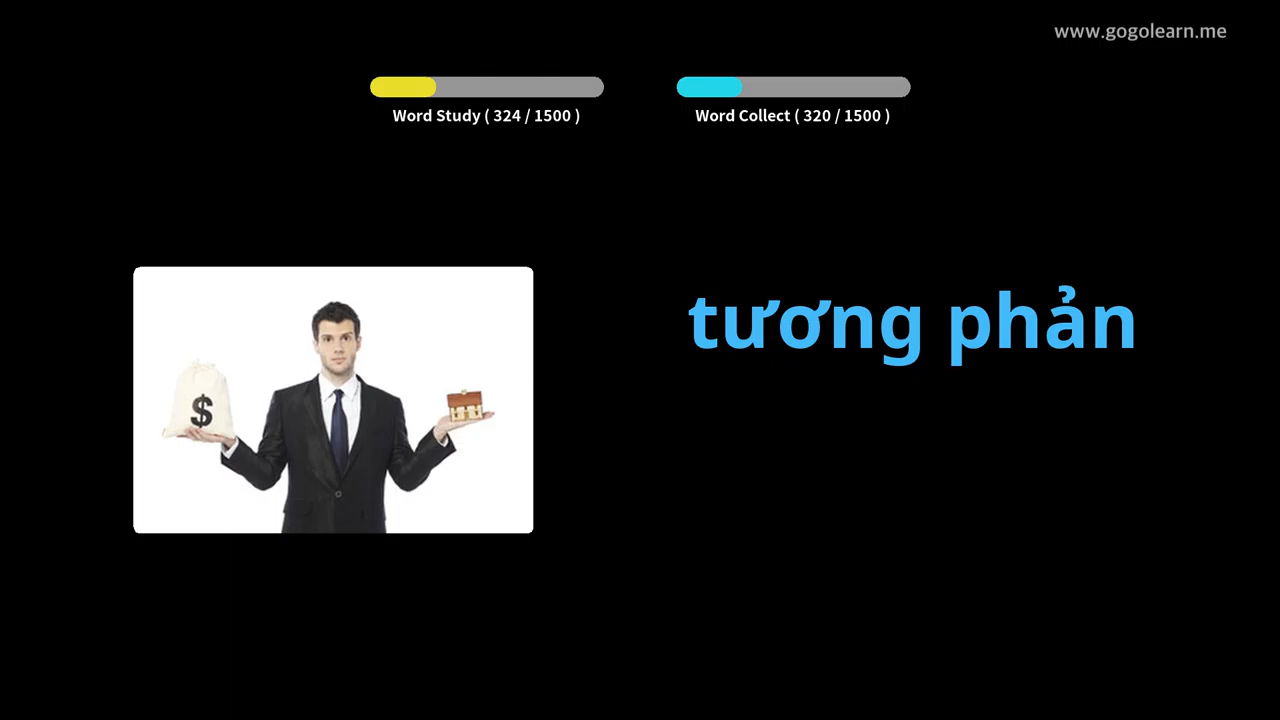 www.gogolearn.me
Word Study ( 324 / 1500 )
Word Collect ( 320 / 1500 )
tương phản
$